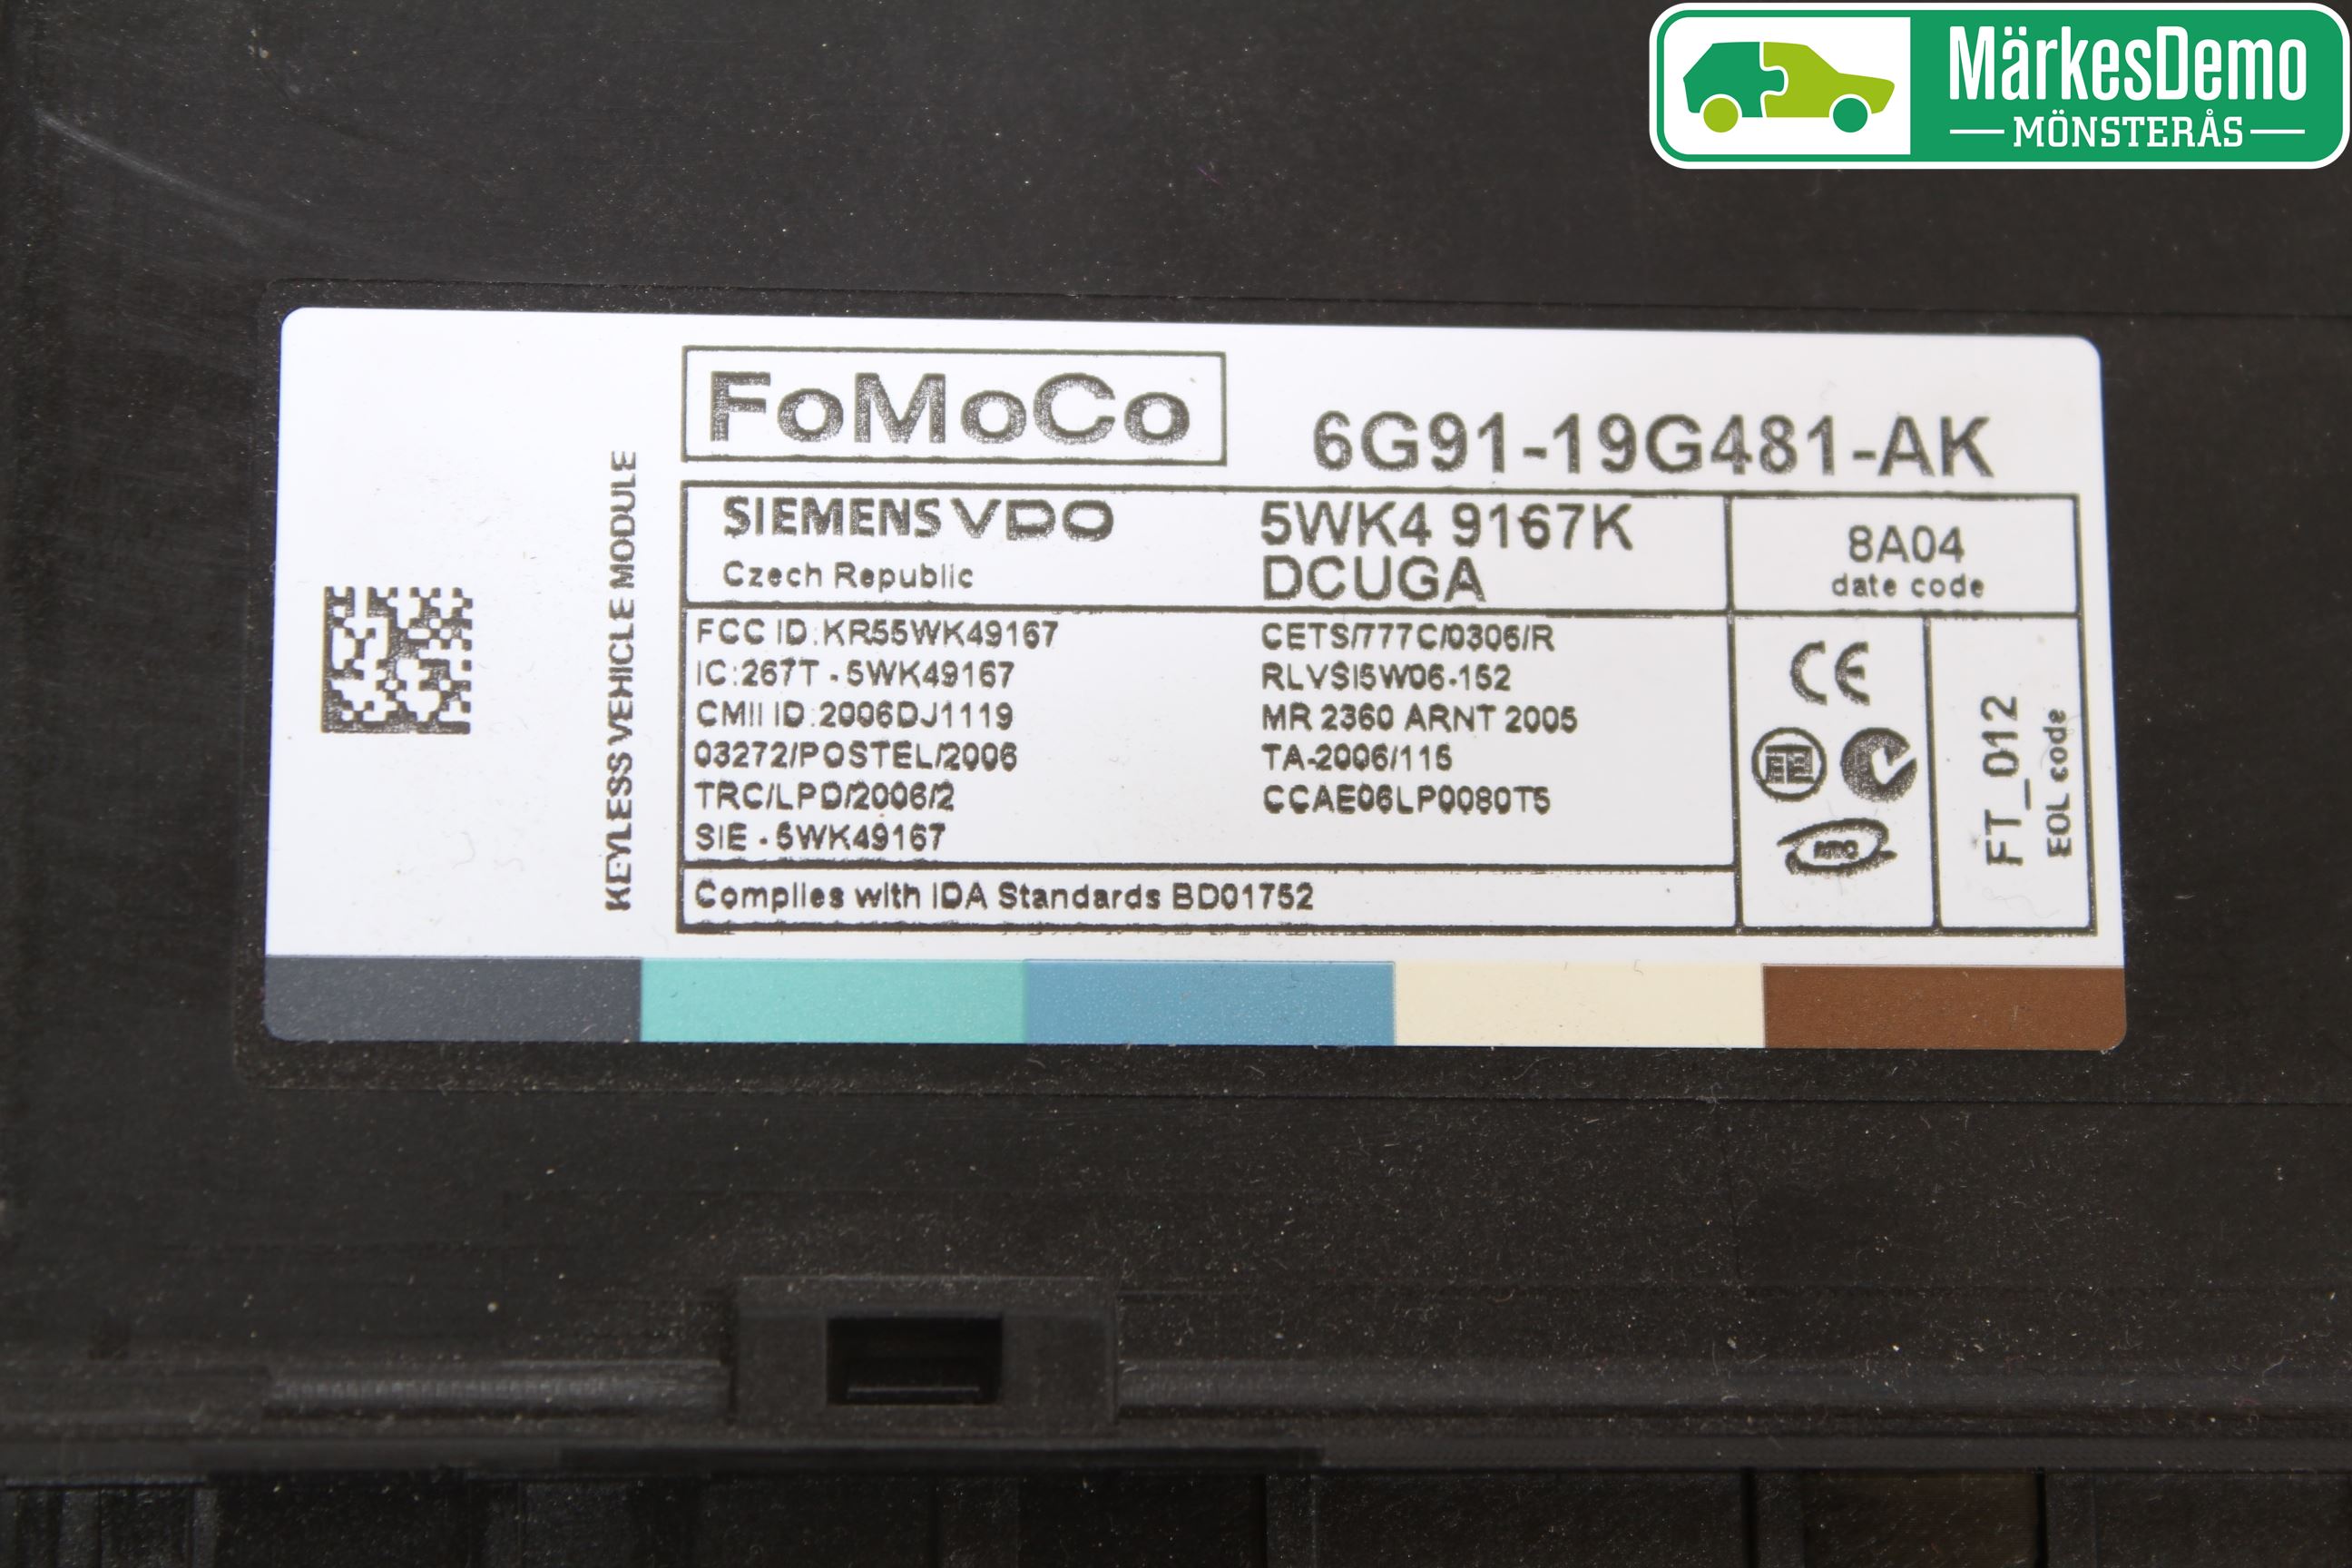 MärkesDemo
MÖNSTERÅS
KEYLESS VEHICLE MODULE
FoMoCo
6G91-19G481-AK
SIEMENS VDO
Czech Republic
5WK4 9167K
DCUGA
8A04
date code
FCC ID:KR55WK49167
IC:267T - 5WK49167
CMII ID:2006DJ1119
03272/POSTEL/2006
TRC/LPD/2006/2
SIE - 5WK49167
CETS/777C/0306/R
RLVSI5W06-152
MR 2360 ARNT 2005
TA-2006/115
CCAE06LP0080T5
CE
FT_012
EOL code
Complies with IDA Standards BD01752